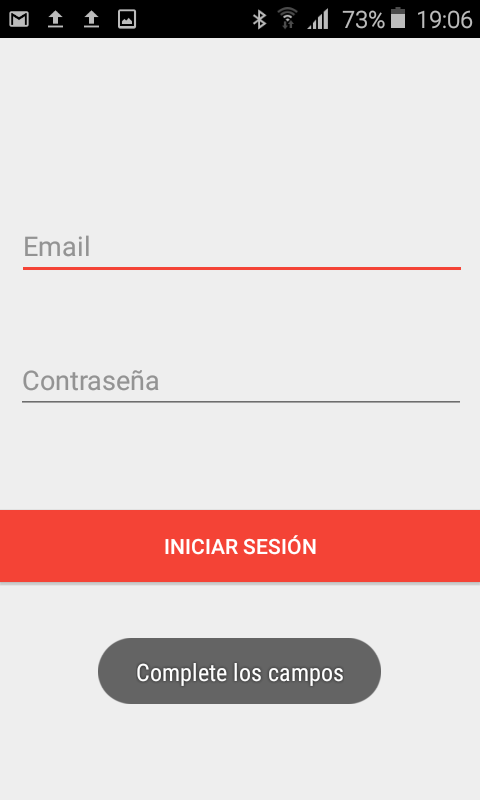 73% 19:06
Email
Contraseña
INICIAR SESIÓN
Complete los campos